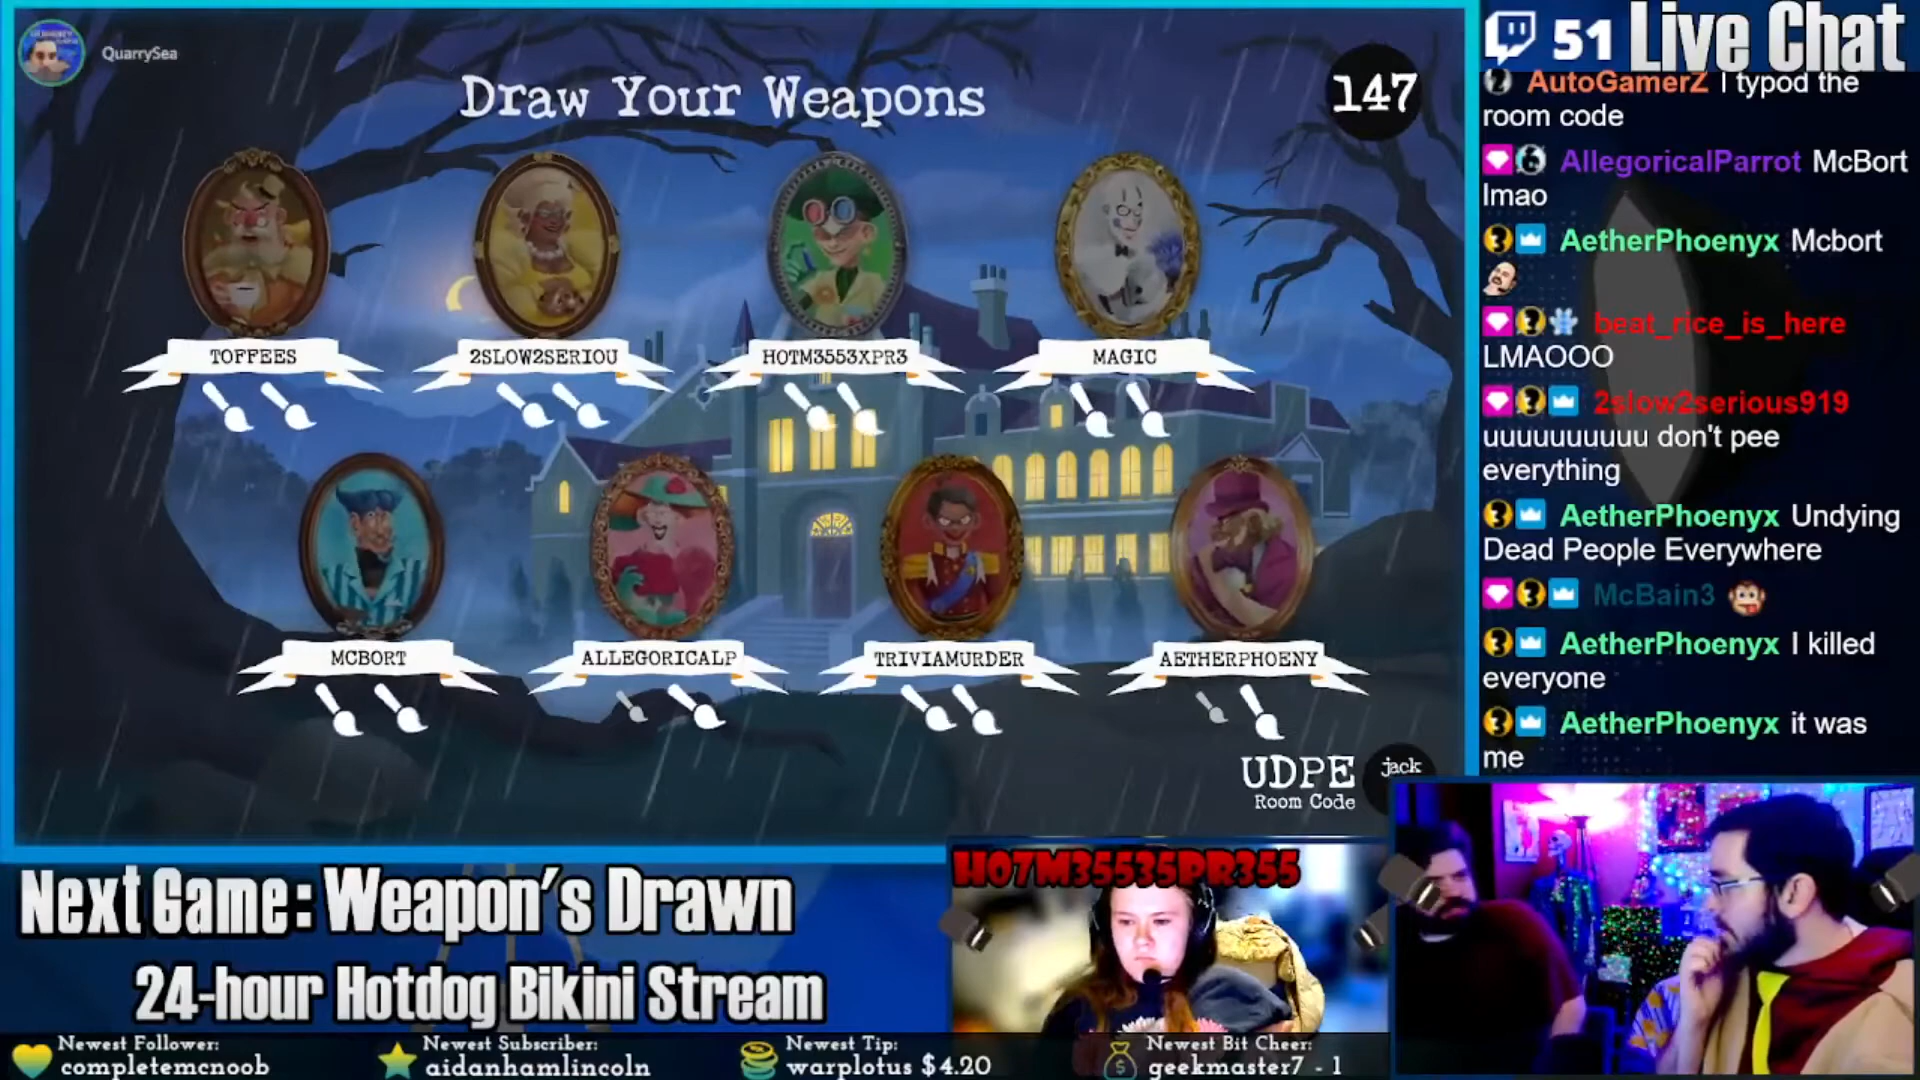 QuarrySea
Draw Your Weapons
147
TOFFEES
2SLOW2SERIOU
HOTM3553XPR3
MAGIC
MCBORT
ALLEGORICALP
TRIVIAMURDER
AETHERPHOENY
UDPE
Room Code
jack
51 Live Chat
AutoGamerZ I typod the
room code
AllegoricalParrot McBort
lmao
AetherPhoenyx Mcbort
beat_rice_is_here
LMAOOO
2slow2serious919
uuuuuuuuuu don't pee
everything
AetherPhoenyx Undying
Dead People Everywhere
McBain3
AetherPhoenyx I killed
everyone
AetherPhoenyx it was
me
Next Game: Weapon's Drawn
24-hour Hotdog Bikini Stream
H07M35535PR355
Newest Follower:
completemcnoob
Newest Subscriber:
aidanhamlincoln
Newest Tip:
warplotus $4.20
Newest Bit Cheer:
geekmaster7 - 1